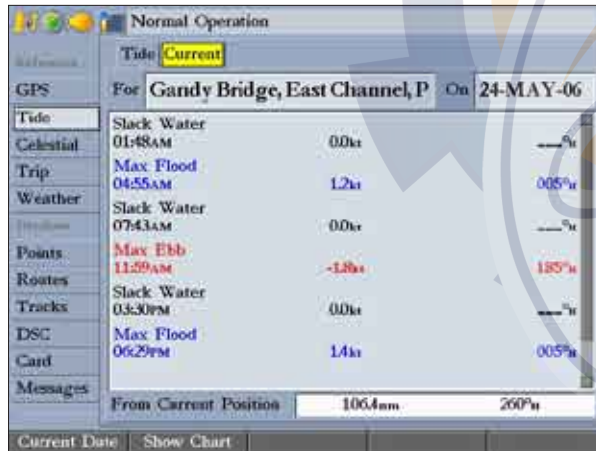 Normal Operation
Tide Current
For Gandy Bridge, East Channel, P On 24-MAY-06
GPS
Tide
Celestial
Trip
Weather
Points
Routes
Tracks
DSC
Card
Messages
Slack Water
01:48AM 0.0kt ___°M
Max Flood
04:55AM 1.2kt 005°M
Slack Water
07:43AM 0.0kt ___°M
Max Ebb
11:59AM -1.8kt 185°M
Slack Water
03:30PM 0.0kt ___°M
Max Flood
06:29PM 1.4kt 005°M
From Current Position 106.4nm 260°M
Current Date Show Chart